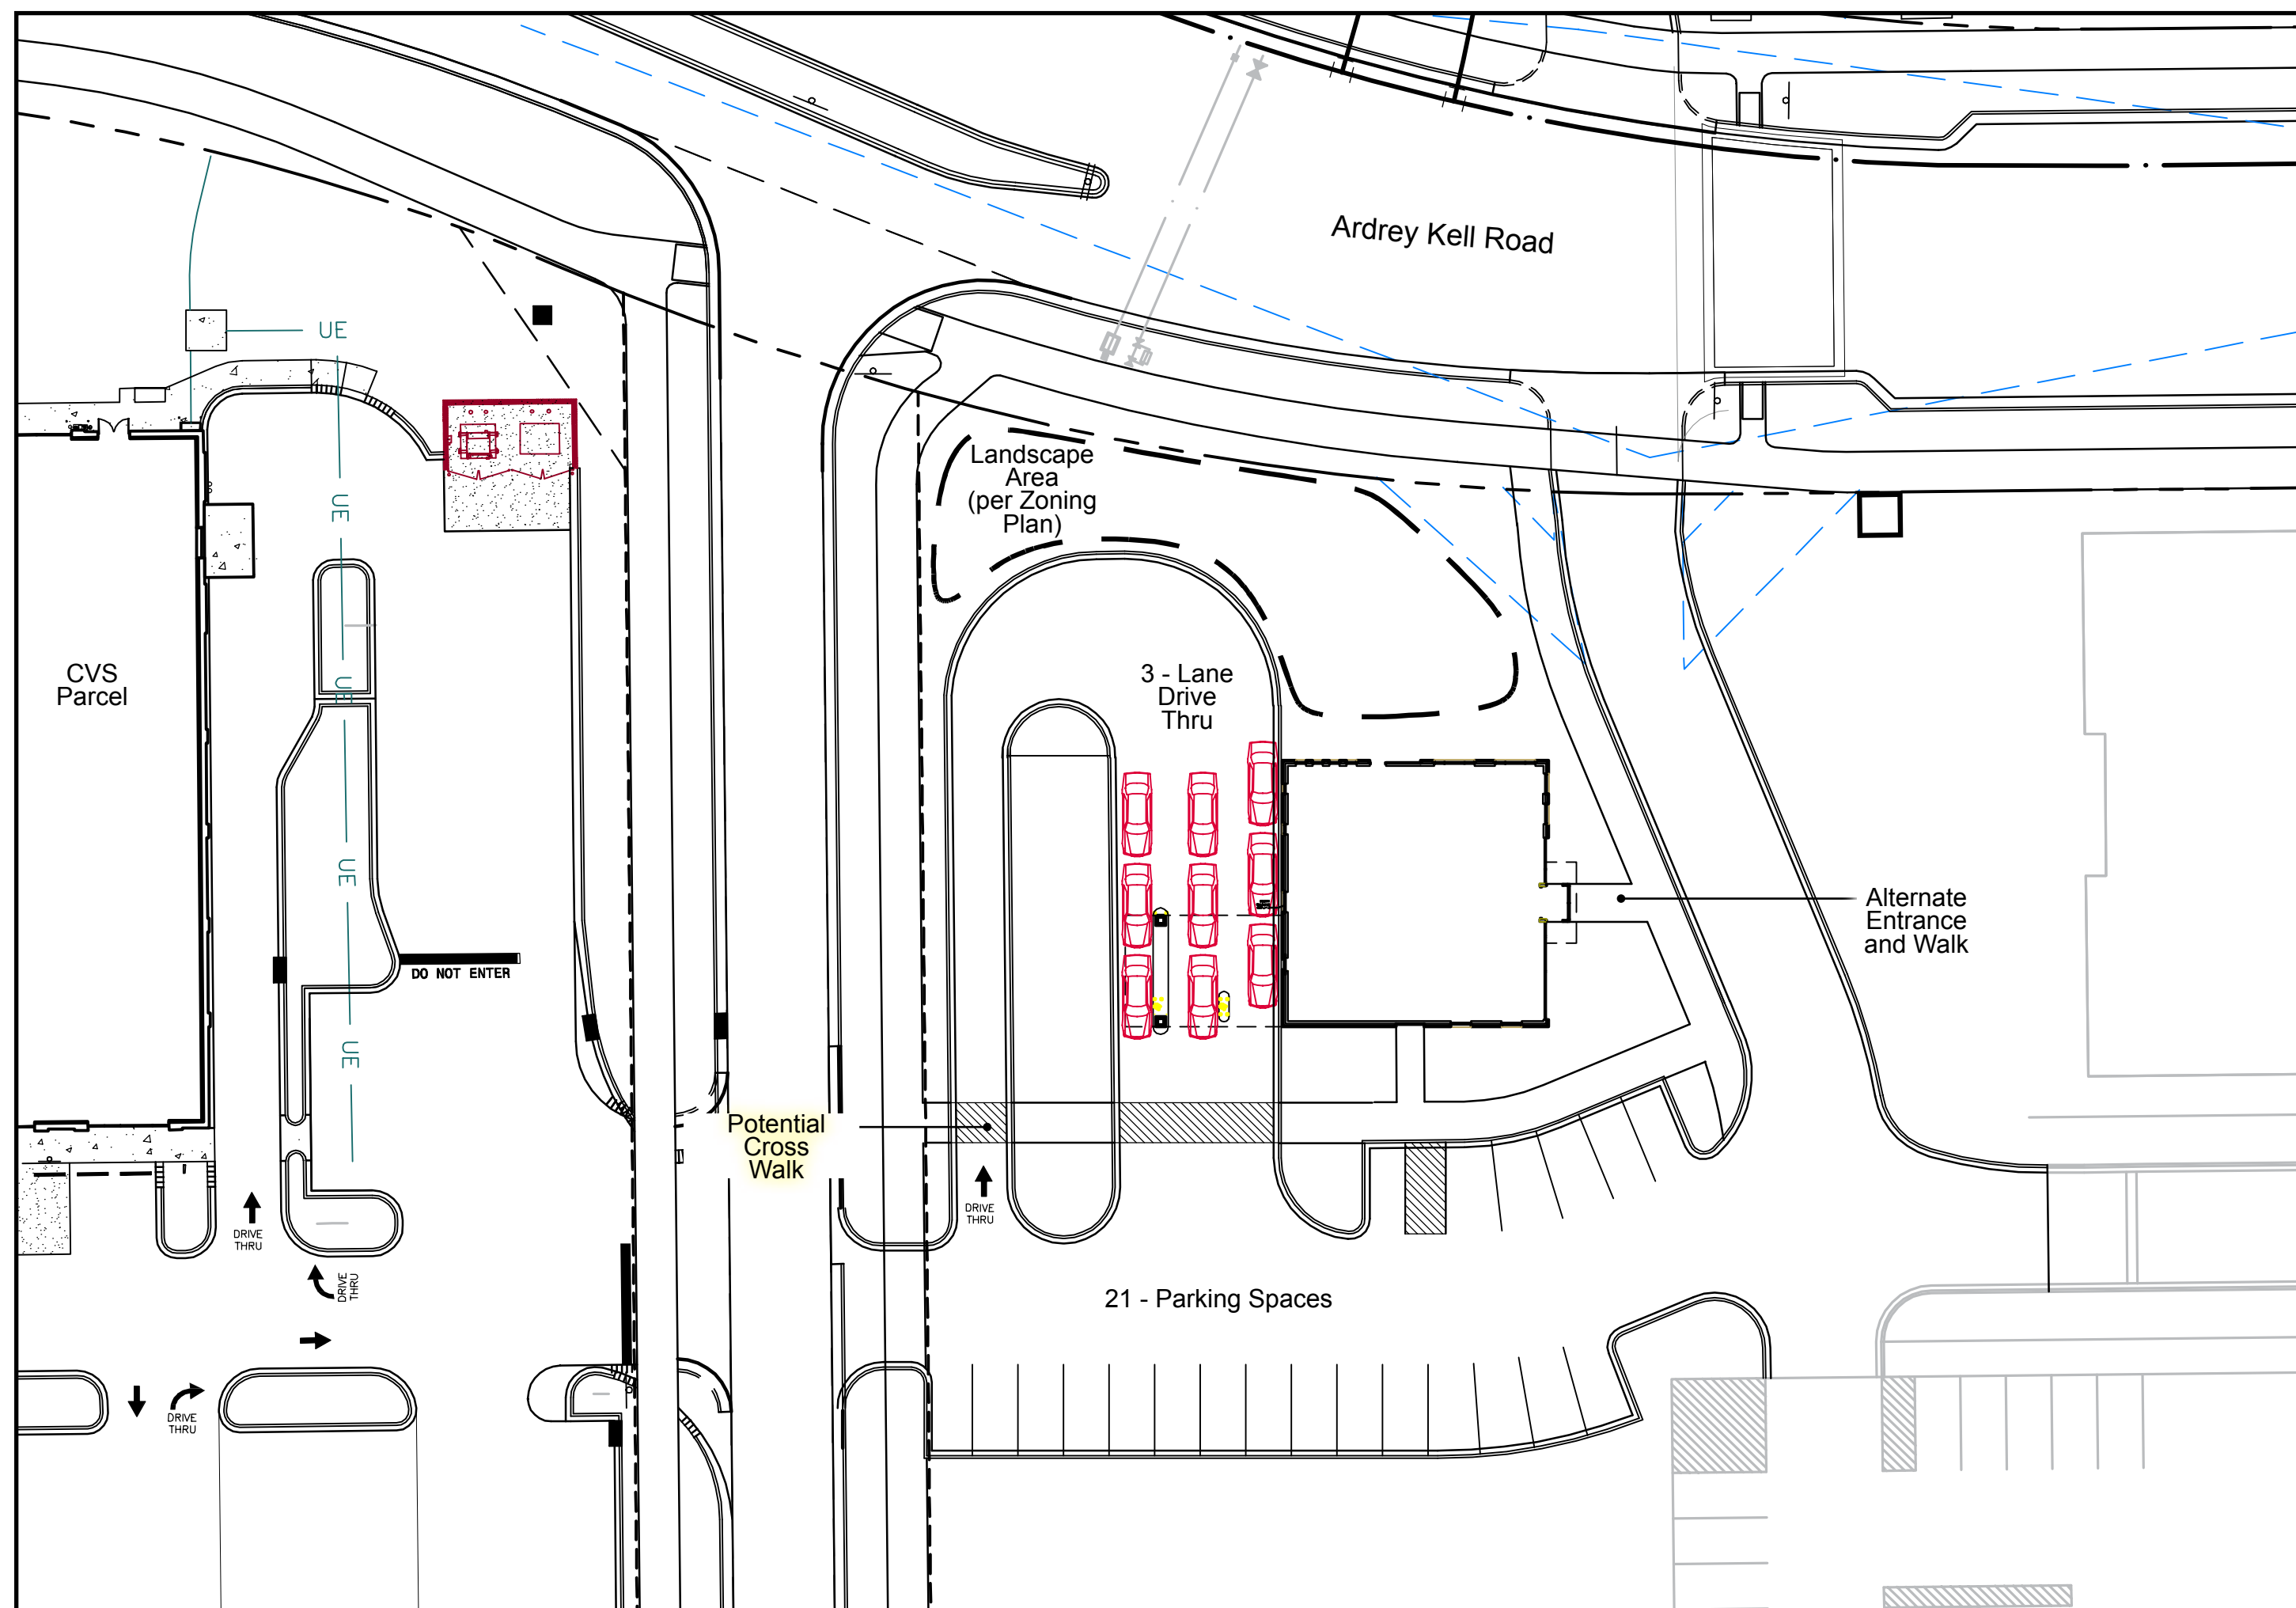 Ardrey Kell Road
UE
Landscape
Area
(per Zoning
Plan)
UE
CVS
Parcel
3 - Lane
Drive
Thru
UE
UE
Alternate
Entrance
and Walk
DO NOT ENTER
UE
Potential
Cross
Walk
DRIVE
THRU
DRIVE
THRU
DRIVE
THRU
21 - Parking Spaces
DRIVE
THRU